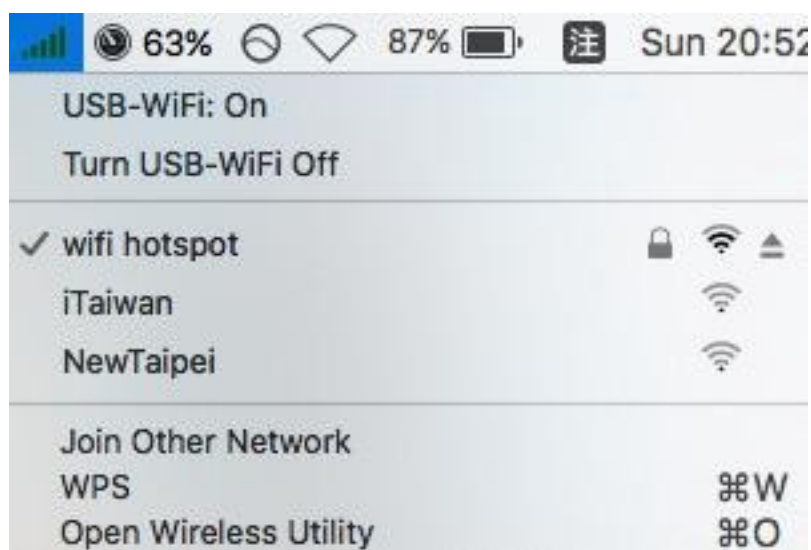 63% 87% 注 Sun 20:52
USB-WiFi: On
Turn USB-WiFi Off
wifi hotspot
iTaiwan
NewTaipei
Join Other Network
WPS ⌘W
Open Wireless Utility ⌘O